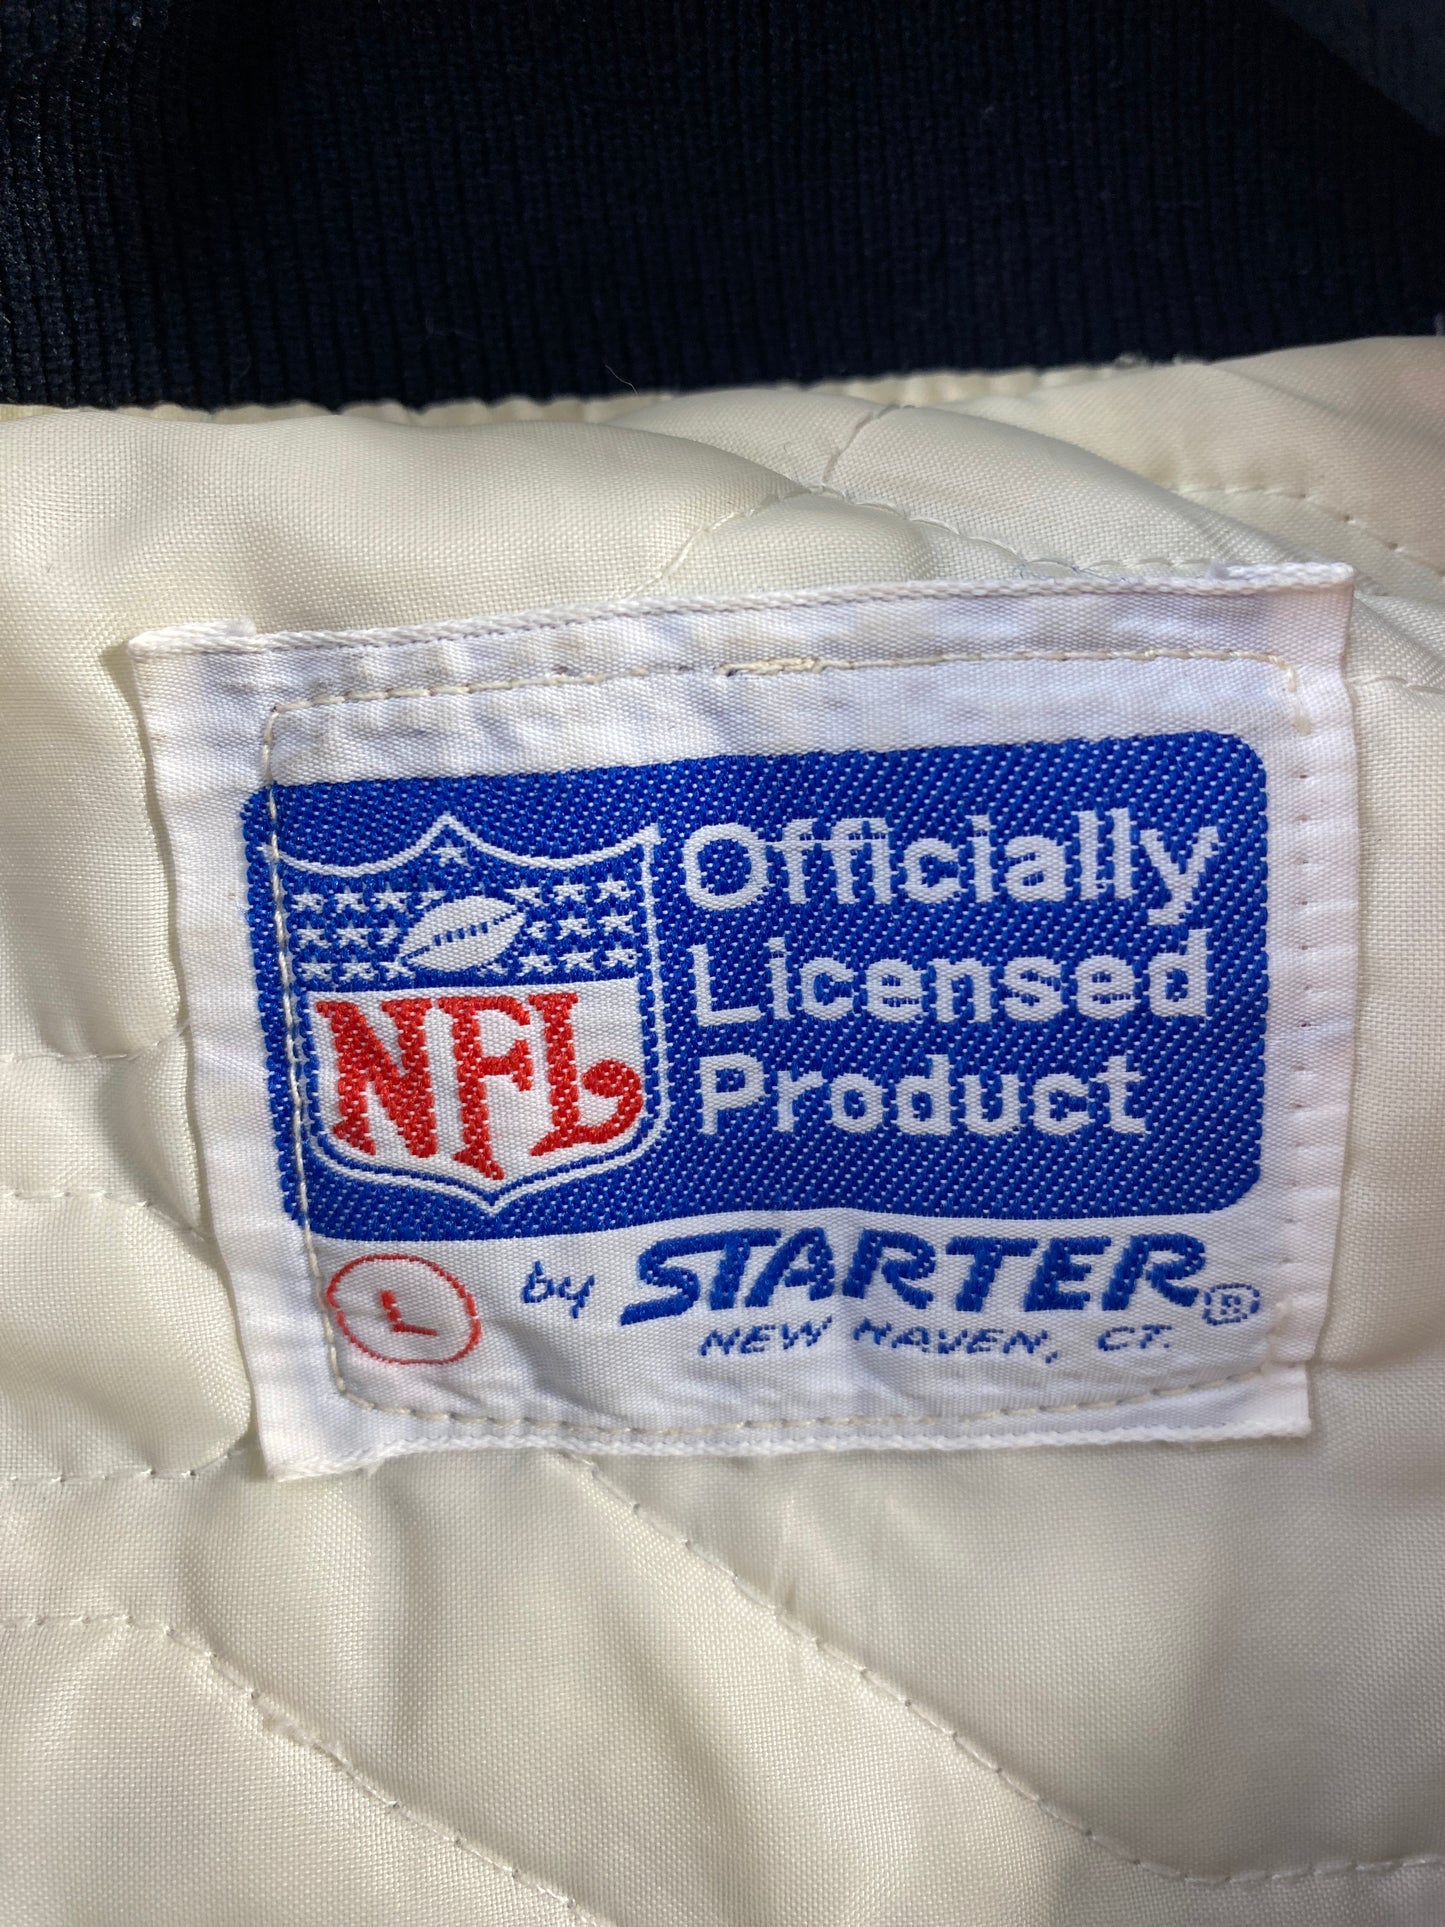 Officially
Licensed
Product
NFL
L
by STARTER®
NEW HAVEN, CT.